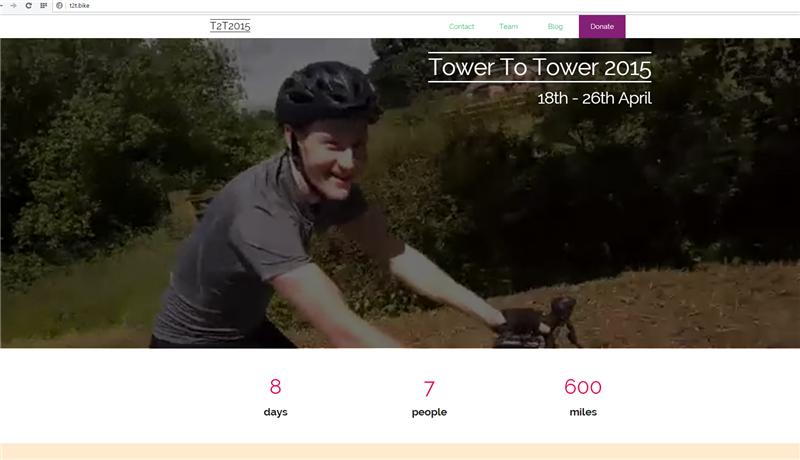 t2t.bike
T2T2015
Contact Team Blog Donate
Tower To Tower 2015
18th - 26th April
8 7 600
days people miles